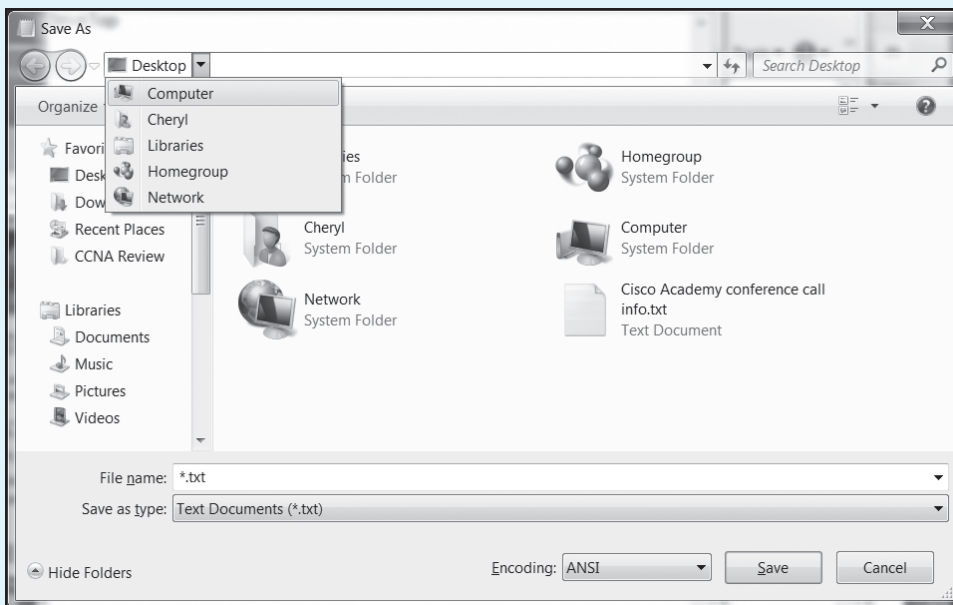 Save As
Desktop
Search Desktop
Computer
Cheryl
Libraries
Homegroup
Network
Organize
Favori
Desk
Dow
Recent Places
CCNA Review
Libraries
Documents
Music
Pictures
Videos
ies
n Folder
Homegroup
System Folder
Cheryl
System Folder
Computer
System Folder
Network
System Folder
Cisco Academy conference call
info.txt
Text Document
File name: *.txt
Save as type: Text Documents (*.txt)
Hide Folders
Encoding: ANSI
Save
Cancel